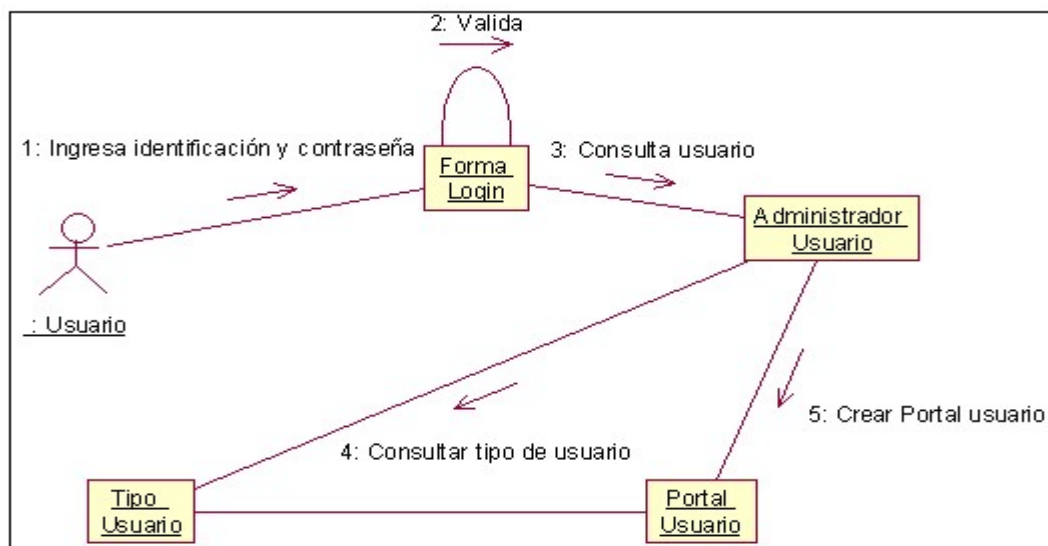 2: Valida
1: Ingresa identificación y contraseña
3: Consulta usuario
Forma
Login
Administrador
Usuario
: Usuario
5: Crear Portal usuario
4: Consultar tipo de usuario
Tipo
Usuario
Portal
Usuario